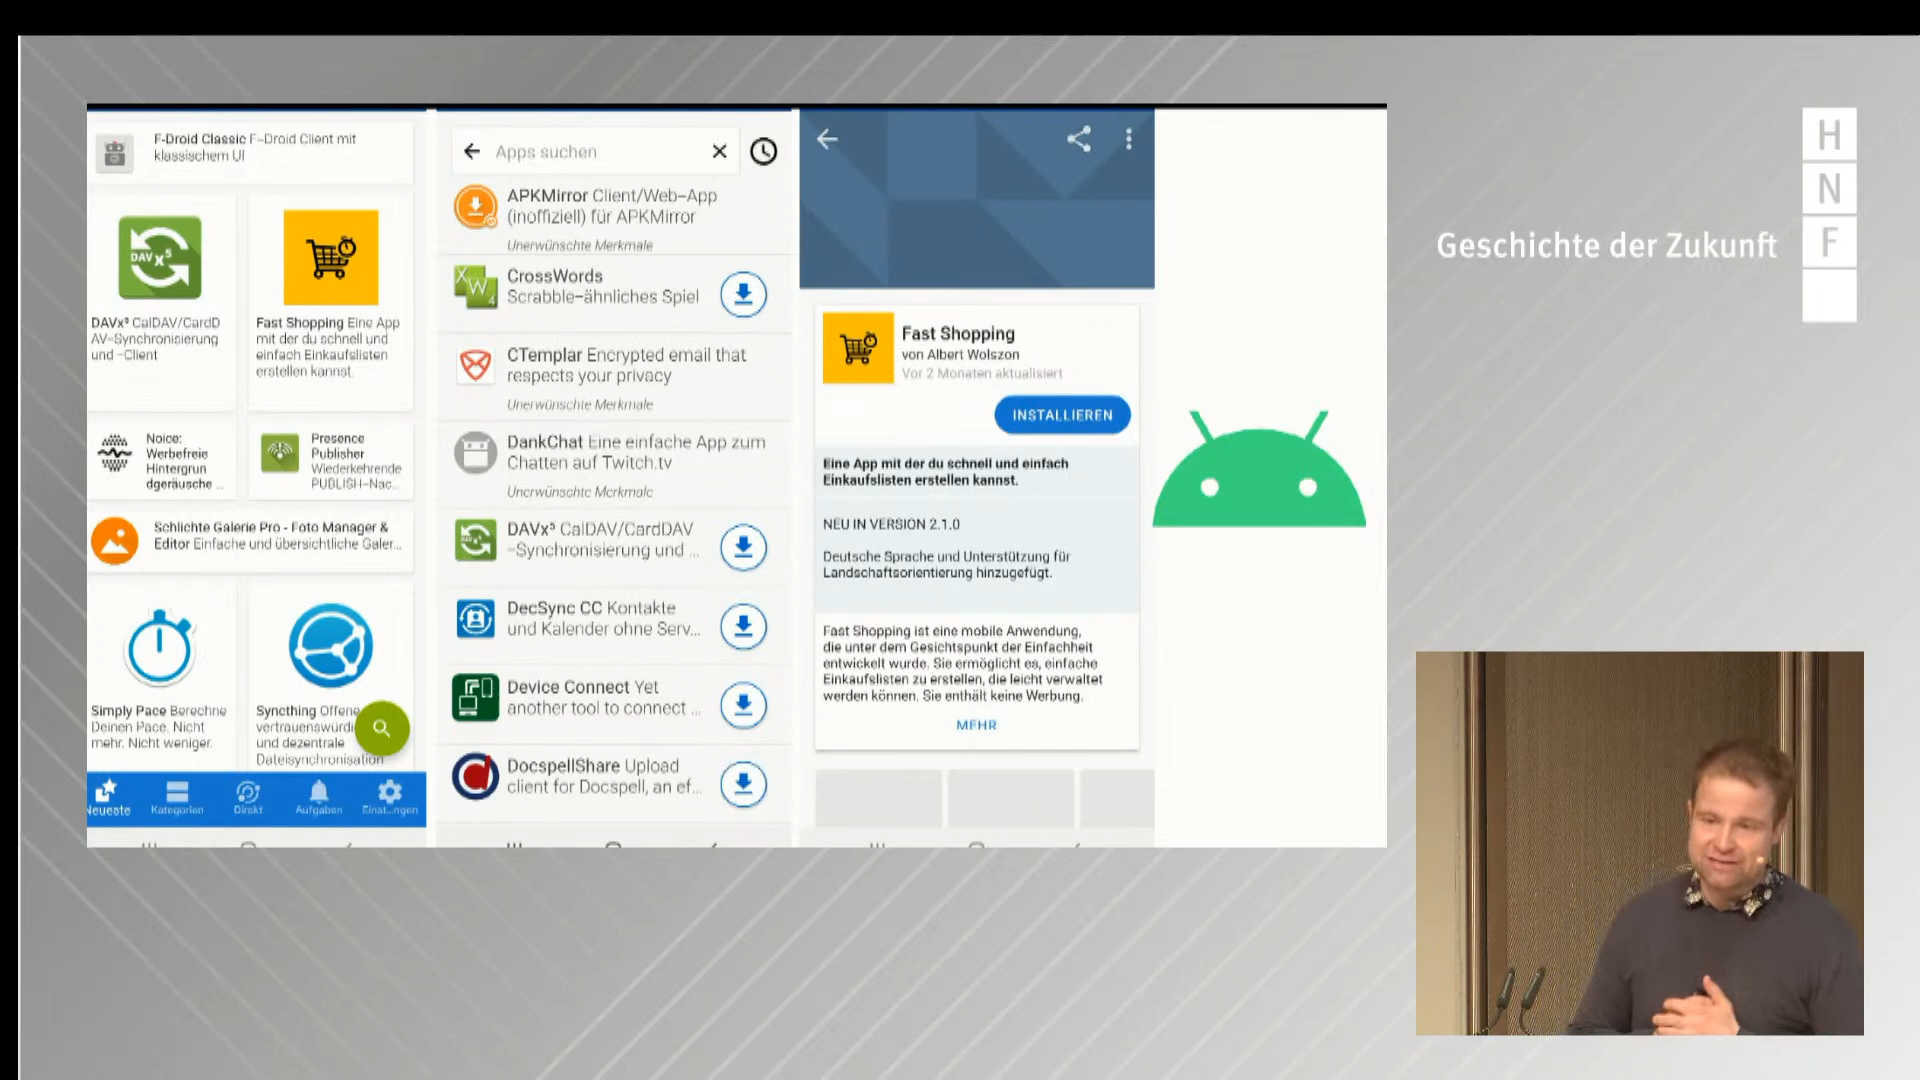 F-Droid Classic F-Droid Client mit
klassischem UI
DAVx⁵
DAVx⁵ CalDAV/CardD
AV-Synchronisierung
und -Client
Fast Shopping Eine App
mit der du schnell und
einfach Einkaufslisten
erstellen kannst.
Noice:
Werbefreie
Hintergrun
dgeräusche ...
Presence
Publisher
Wiederkehrende
PUBLISH-Nac...
Schlichte Galerie Pro - Foto Manager &
Editor Einfache und übersichtliche Galer...
Simply Pace Berechne
Deinen Pace. Nicht
mehr. Nicht weniger.
Syncthing Offene,
vertrauenswürdi
und dezentrale
Dateisynchronisation
Neueste
Kategorien
Direkt
Aufgaben
Einst...ngen
Apps suchen
APKMirror Client/Web-App
(inoffiziell) für APKMirror
Unerwünschte Merkmale
XW4
CrossWords
Scrabble-ähnliches Spiel
CTemplar Encrypted email that
respects your privacy
Unerwünschte Merkmale
DankChat Eine einfache App zum
Chatten auf Twitch.tv
Unerwünschte Merkmale
DAVx⁵ CalDAV/CardDAV
-Synchronisierung und ...
DecSync CC Kontakte
und Kalender ohne Serv...
Device Connect Yet
another tool to connect ...
d
DocspellShare Upload
client for Docspell, an ef...
Fast Shopping
von Albert Wolszon
Vor 2 Monaten aktualisiert
INSTALLIEREN
Eine App mit der du schnell und einfach
Einkaufslisten erstellen kannst.
NEU IN VERSION 2.1.0
Deutsche Sprache und Unterstützung für
Landschaftsorientierung hinzugefügt.
Fast Shopping ist eine mobile Anwendung,
die unter dem Gesichtspunkt der Einfachheit
entwickelt wurde. Sie ermöglicht es, einfache
Einkaufslisten zu erstellen, die leicht verwaltet
werden können. Sie enthält keine Werbung.
MEHR
Geschichte der Zukunft
H
N
F